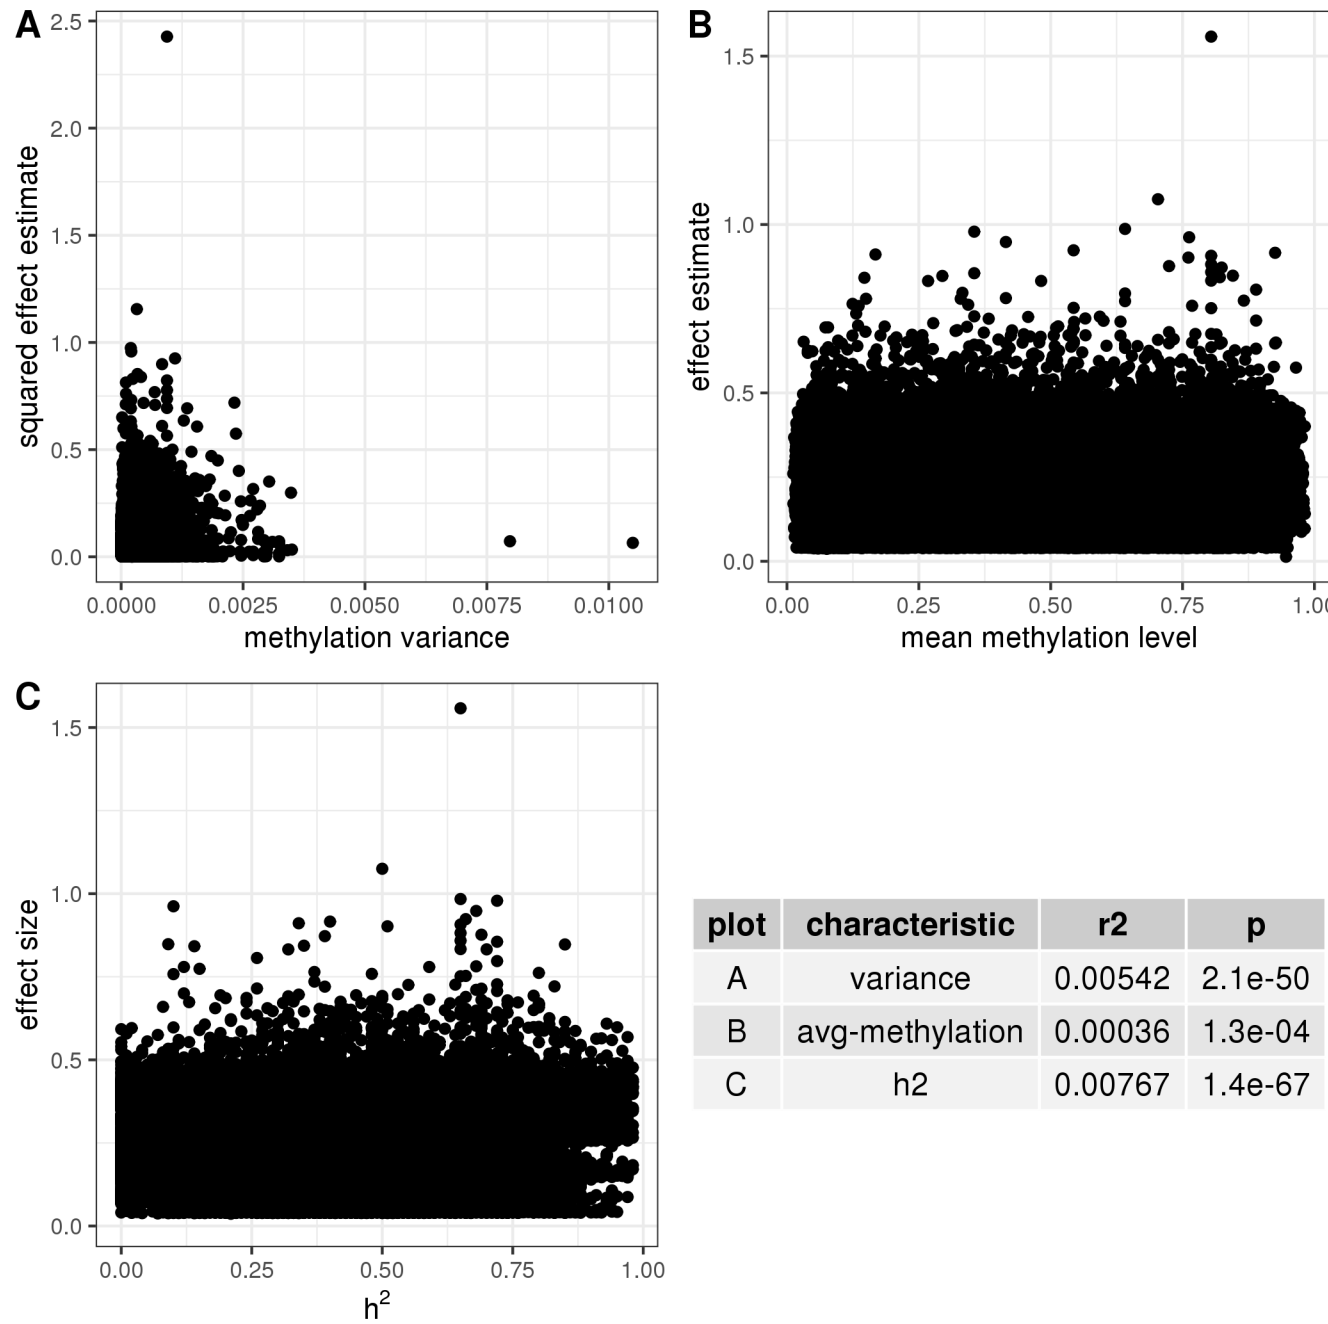 A
2.5
2.0
1.5
1.0
0.5
0.0
squared effect estimate
0.0000 0.0025 0.0050 0.0075 0.0100
methylation variance
B
1.5
1.0
0.5
0.0
effect estimate
0.00 0.25 0.50 0.75 1.00
mean methylation level
C
1.5
1.0
0.5
0.0
effect size
0.00 0.25 0.50 0.75 1.00
h²
plot characteristic r2 p
A variance 0.00542 2.1e-50
B avg-methylation 0.00036 1.3e-04
C h2 0.00767 1.4e-67